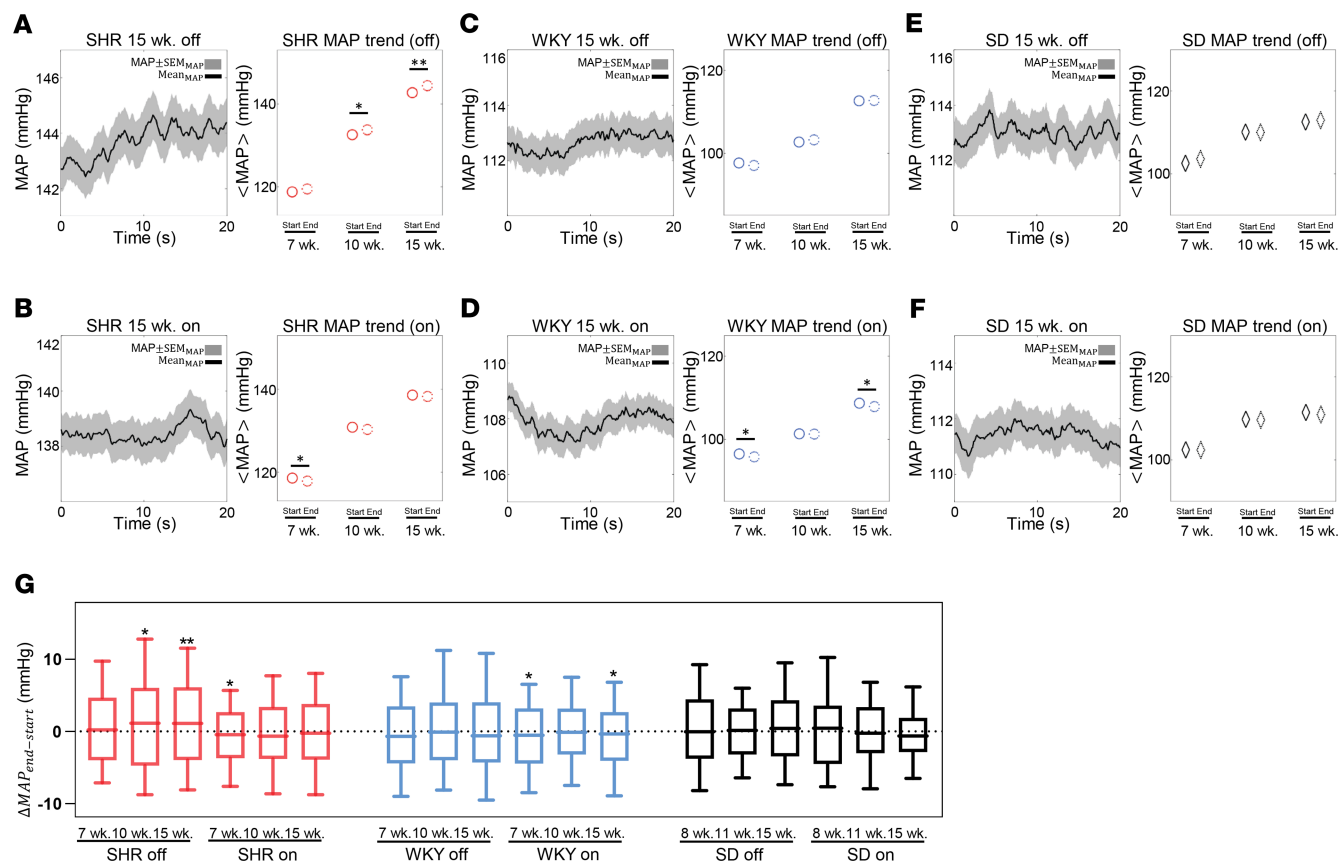 A
SHR 15 wk. off
MAP±SEM_MAP
Mean_MAP
146
144
142
MAP (mmHg)
0 10 20
Time (s)
SHR MAP trend (off)
<MAP> (mmHg)
140
120
*
**
Start End Start End Start End
7 wk. 10 wk. 15 wk.
C
WKY 15 wk. off
MAP±SEM_MAP
Mean_MAP
116
114
112
MAP (mmHg)
0 10 20
Time (s)
WKY MAP trend (off)
<MAP> (mmHg)
120
100
Start End Start End Start End
7 wk. 10 wk. 15 wk.
E
SD 15 wk. off
MAP±SEM_MAP
Mean_MAP
116
114
112
MAP (mmHg)
0 10 20
Time (s)
SD MAP trend (off)
<MAP> (mmHg)
120
100
Start End Start End Start End
7 wk. 10 wk. 15 wk.
B
SHR 15 wk. on
MAP±SEM_MAP
Mean_MAP
142
140
138
MAP (mmHg)
0 10 20
Time (s)
SHR MAP trend (on)
<MAP> (mmHg)
140
120
*
Start End Start End Start End
7 wk. 10 wk. 15 wk.
D
WKY 15 wk. on
MAP±SEM_MAP
Mean_MAP
110
108
106
MAP (mmHg)
0 10 20
Time (s)
WKY MAP trend (on)
<MAP> (mmHg)
120
100
*
*
Start End Start End Start End
7 wk. 10 wk. 15 wk.
F
SD 15 wk. on
MAP±SEM_MAP
Mean_MAP
114
112
110
MAP (mmHg)
0 10 20
Time (s)
SD MAP trend (on)
<MAP> (mmHg)
120
100
Start End Start End Start End
7 wk. 10 wk. 15 wk.
G
ΔMAP_end−start (mmHg)
10
0
-10
* ** * * *
7 wk. 10 wk. 15 wk. 7 wk. 10 wk. 15 wk. 7 wk. 10 wk. 15 wk. 7 wk. 10 wk. 15 wk. 8 wk. 11 wk. 15 wk. 8 wk. 11 wk. 15 wk.
SHR off SHR on WKY off WKY on SD off SD on